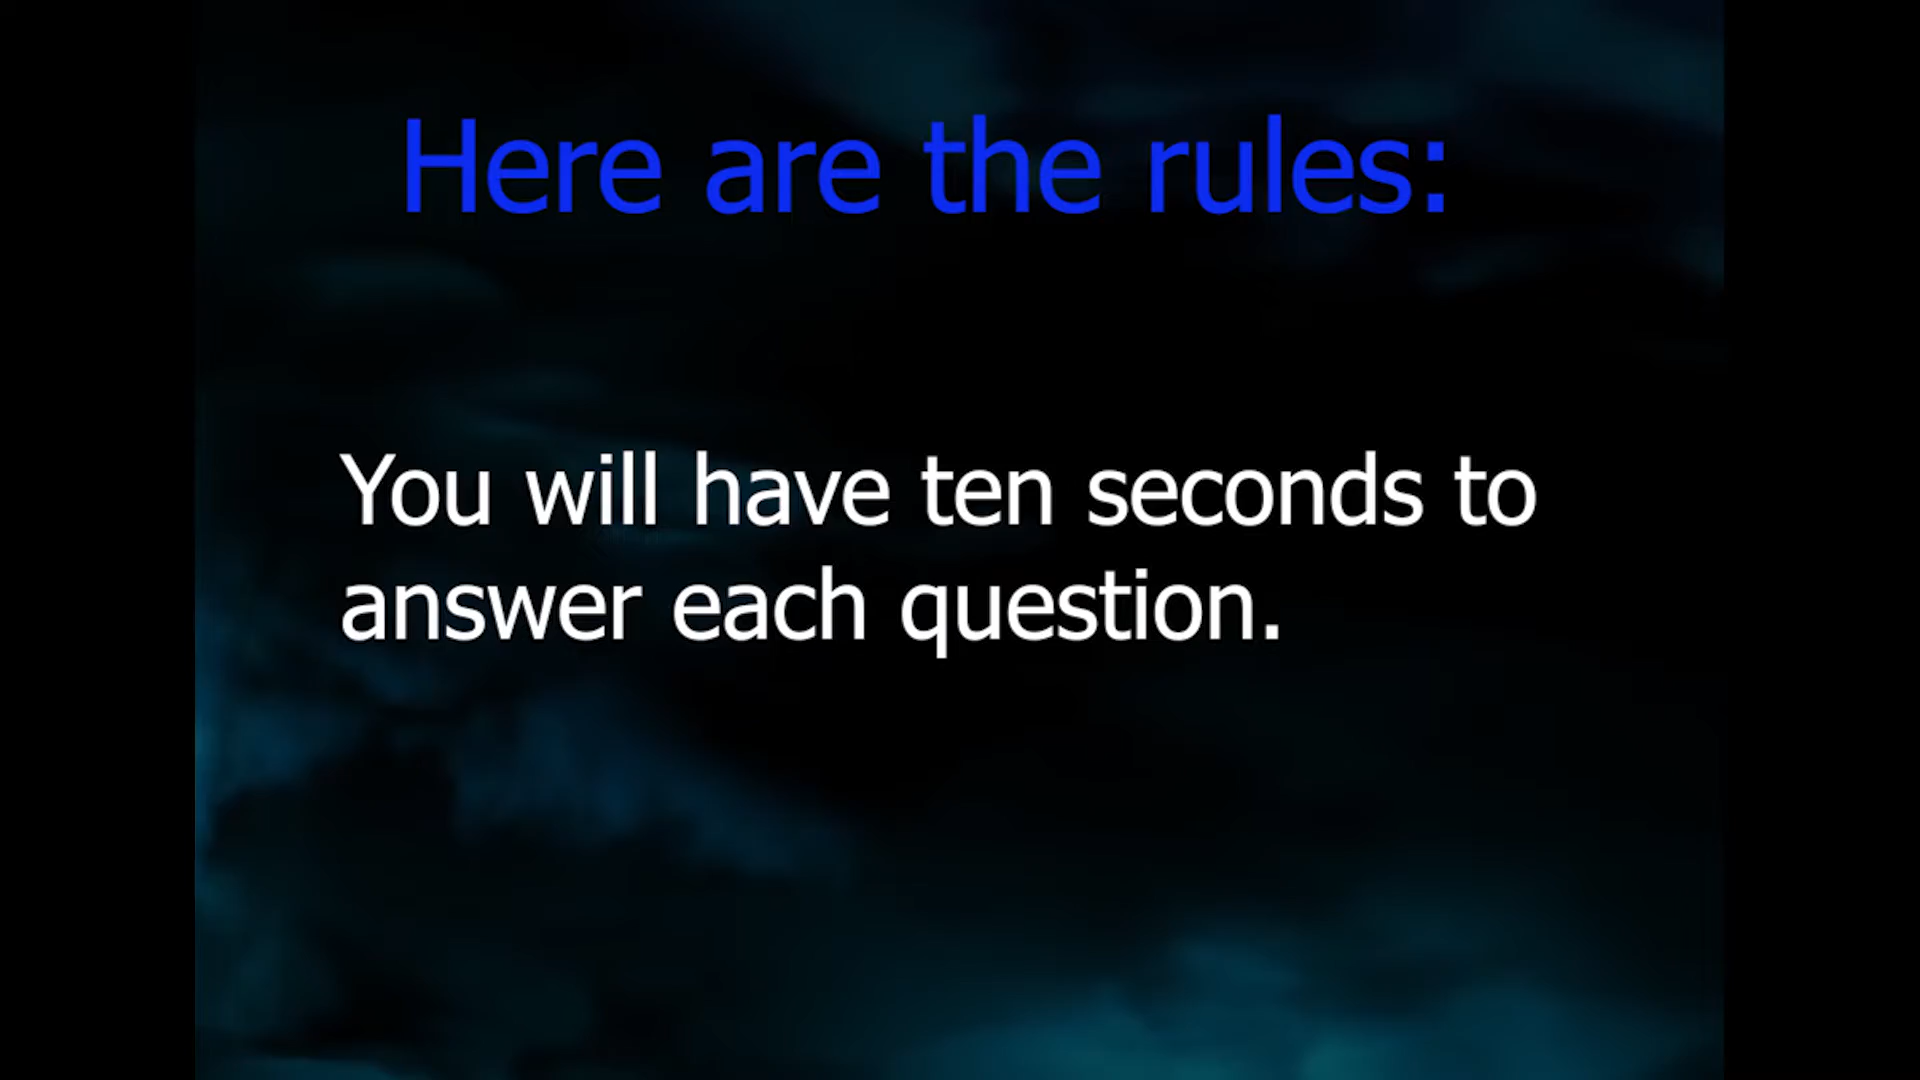 Here are the rules:
You will have ten seconds to
answer each question.